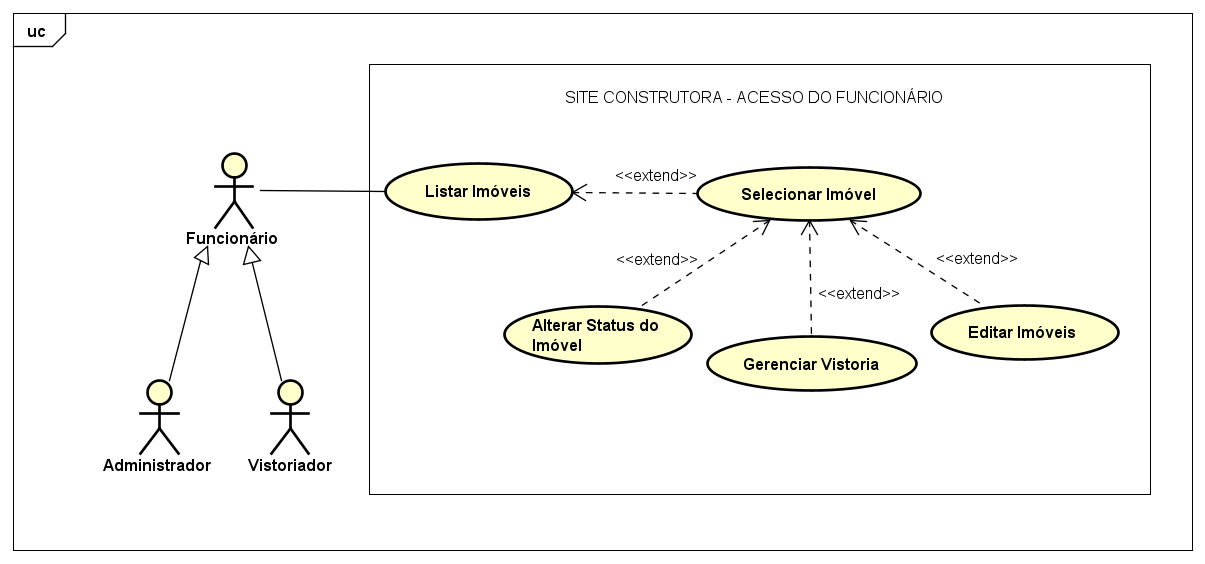 uc
SITE CONSTRUTORA - ACESSO DO FUNCIONÁRIO
Listar Imóveis
<<extend>>
Selecionar Imóvel
Funcionário
<<extend>>
<<extend>>
<<extend>>
Alterar Status do
Imóvel
Gerenciar Vistoria
Editar Imóveis
Administrador
Vistoriador